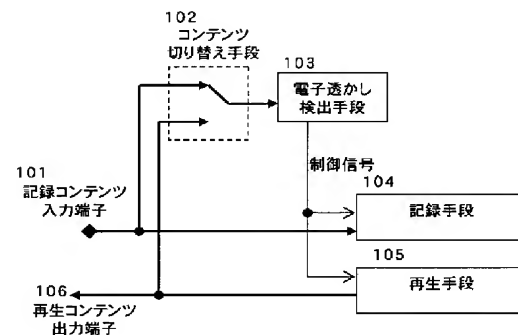 102
コンテンツ
切り替え手段
103
電子透かし
検出手段
制御信号
101
記録コンテンツ
入力端子
104
記録手段
105
再生手段
106
再生コンテンツ
出力端子